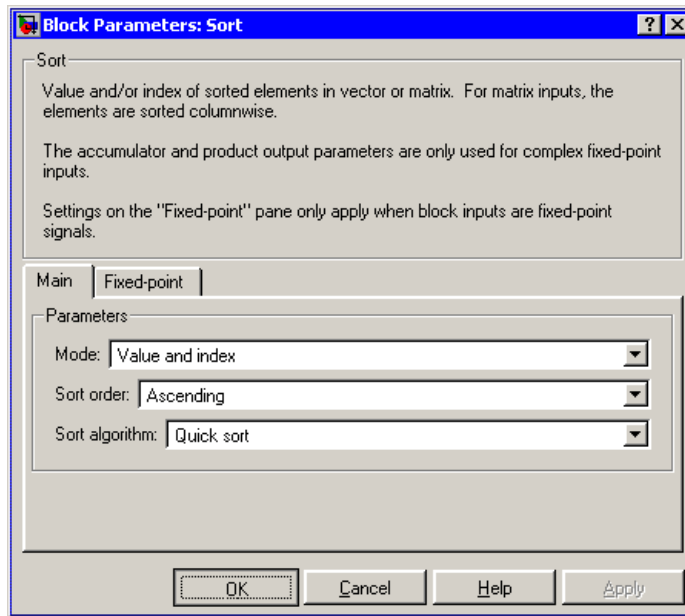 Block Parameters: Sort
Sort
Value and/or index of sorted elements in vector or matrix. For matrix inputs, the
elements are sorted columnwise.
The accumulator and product output parameters are only used for complex fixed-point
inputs.
Settings on the "Fixed-point" pane only apply when block inputs are fixed-point
signals.
Main Fixed-point
Parameters
Mode: Value and index
Sort order: Ascending
Sort algorithm: Quick sort
OK Cancel Help Apply